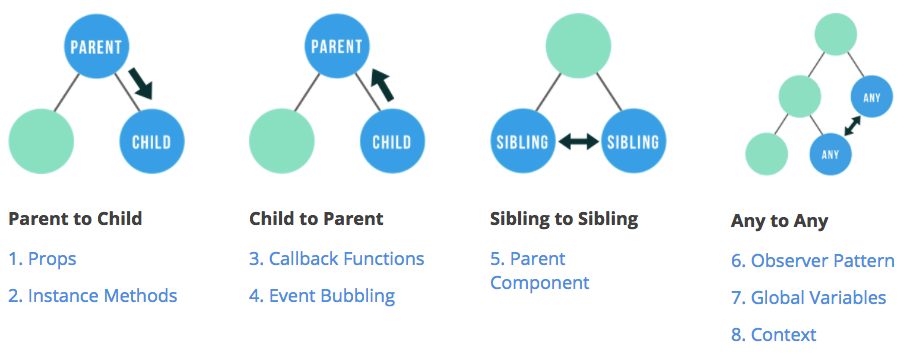 PARENT
CHILD
Parent to Child
1. Props
2. Instance Methods
PARENT
CHILD
Child to Parent
3. Callback Functions
4. Event Bubbling
SIBLING
SIBLING
Sibling to Sibling
5. Parent
Component
ANY
ANY
Any to Any
6. Observer Pattern
7. Global Variables
8. Context